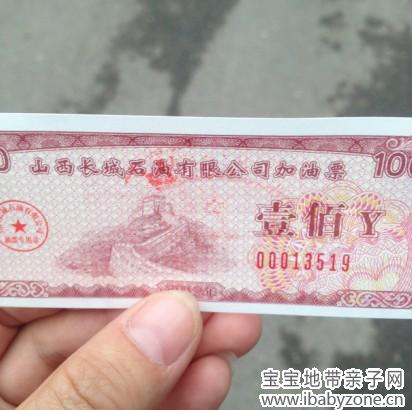 山西长城石油有限公司加油票
100
壹佰 Y
00013519
宝宝地带亲子网
www.ibabyzone.cn